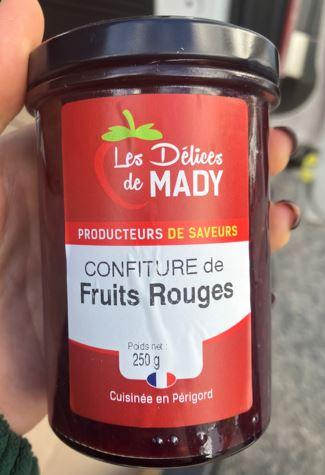 Les Délices
de MADY
PRODUCTEURS DE SAVEURS
CONFITURE de
Fruits Rouges
Poids net :
250 g
Cuisinée en Périgord